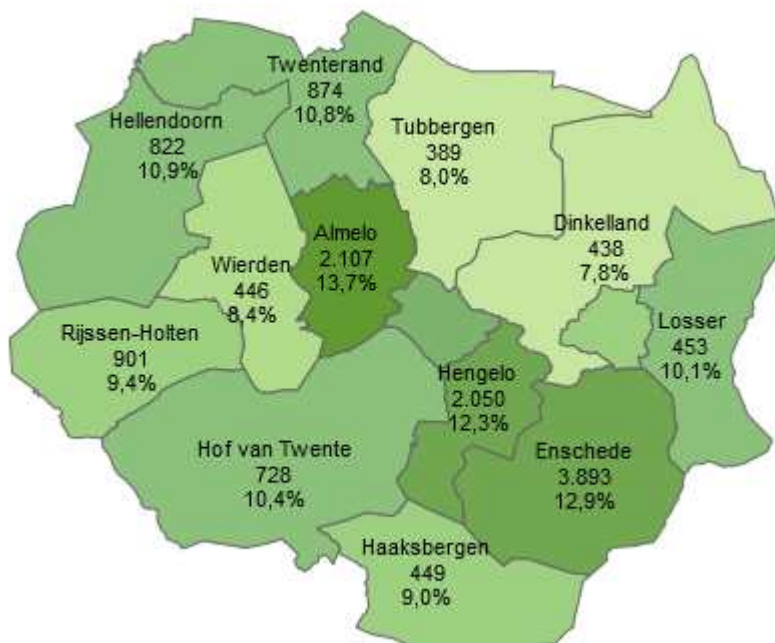 Twenterand
874
10,8%
Hellendoorn
822
10,9%
Tubbergen
389
8,0%
Dinkelland
438
7,8%
Almelo
2.107
13,7%
Wierden
446
8,4%
Rijssen-Holten
901
9,4%
Losser
453
10,1%
Hengelo
2.050
12,3%
Hof van Twente
728
10,4%
Enschede
3.893
12,9%
Haaksbergen
449
9,0%